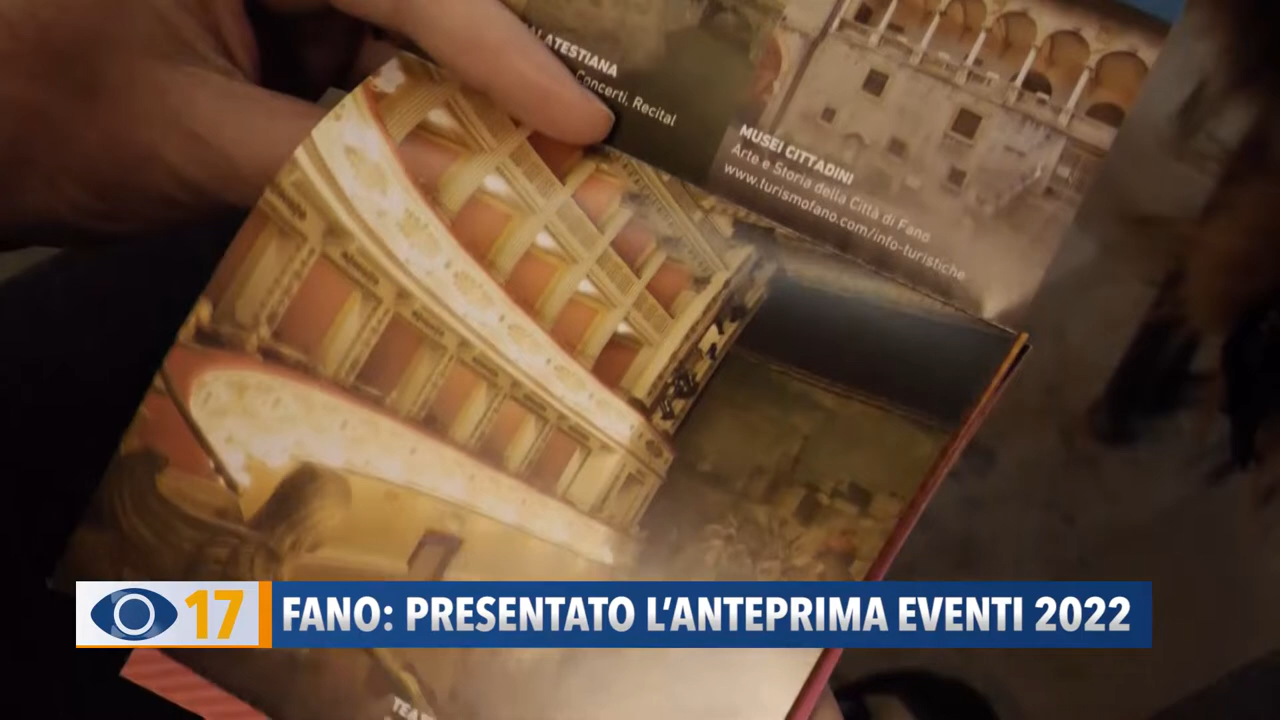 Concerti, Recital
MUSEI CITTADINI
Arte e Storia della Città di Fano
www.turismofano.com/info-turistiche
17 FANO: PRESENTATO L'ANTEPRIMA EVENTI 2022